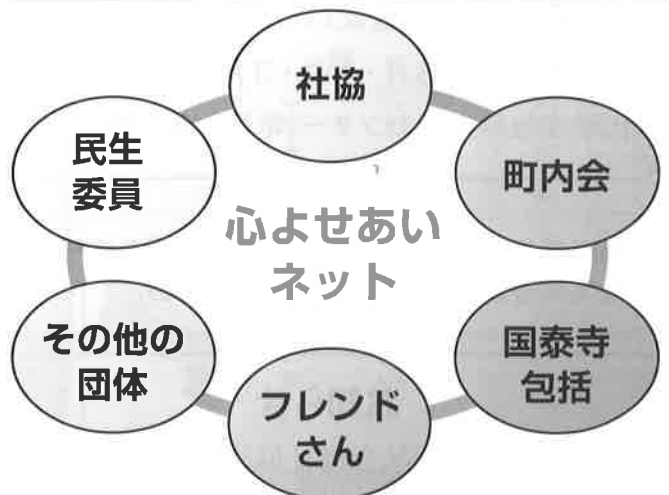 社協
町内会
国泰寺
包括
フレンド
さん
その他の
団体
民生
委員
心よせあい
ネット